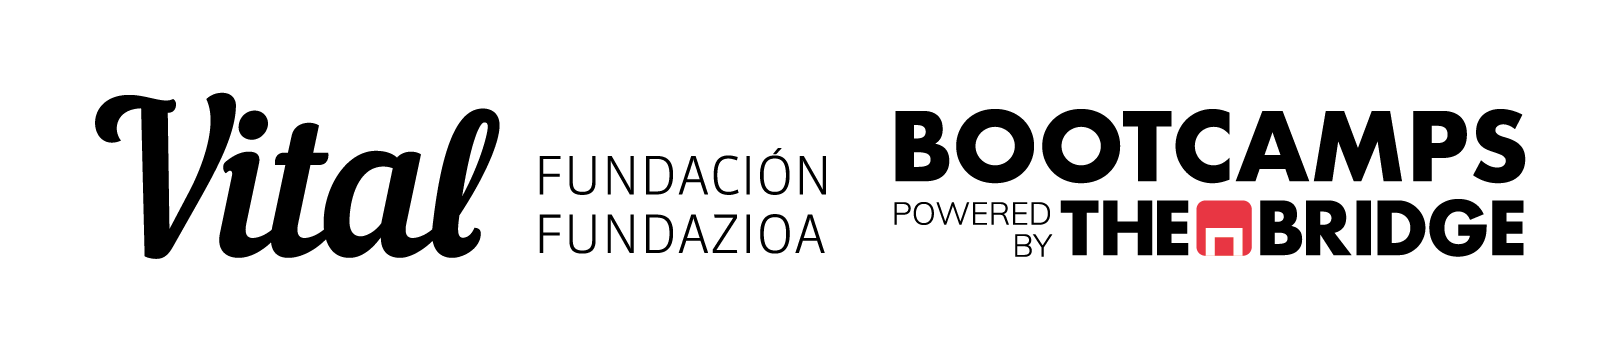 Vital
FUNDACIÓN
FUNDAZIOA
BOOTCAMPS
POWERED
BY
THE BRIDGE